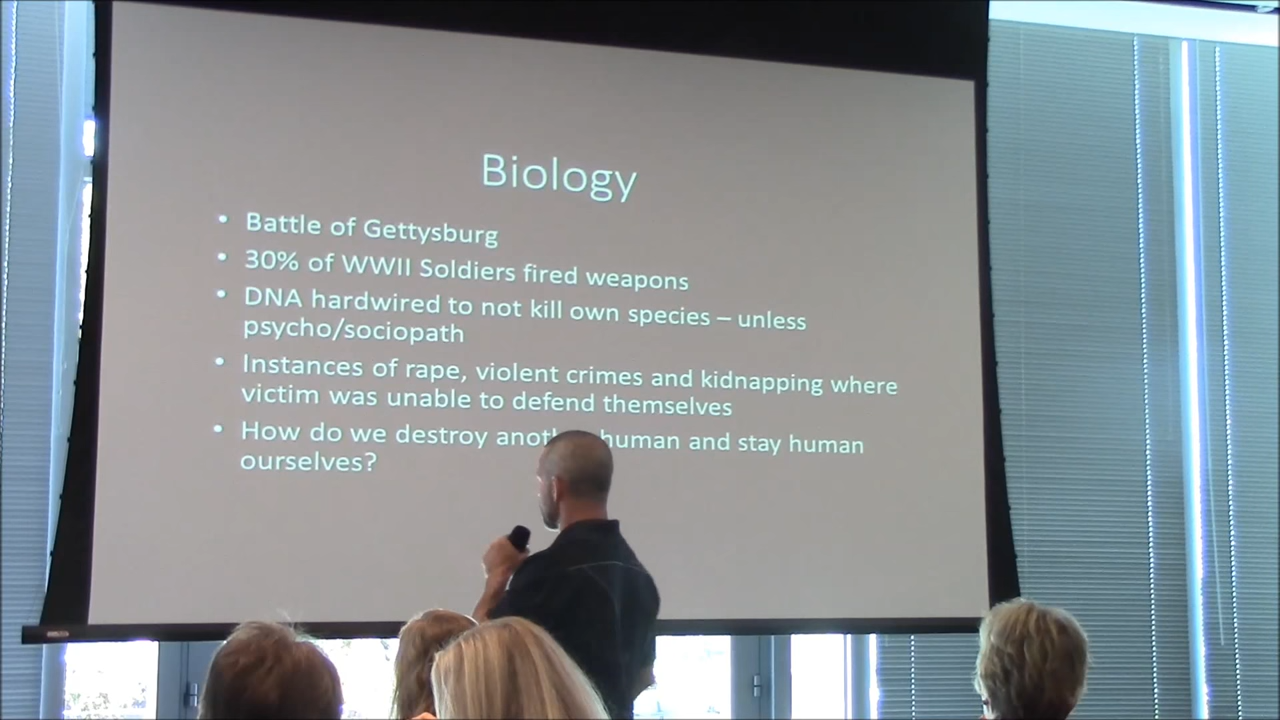 Biology
• Battle of Gettysburg
• 30% of WWII Soldiers fired weapons
• DNA hardwired to not kill own species – unless
psycho/sociopath
• Instances of rape, violent crimes and kidnapping where
victim was unable to defend themselves
• How do we destroy anoth human and stay human
ourselves?